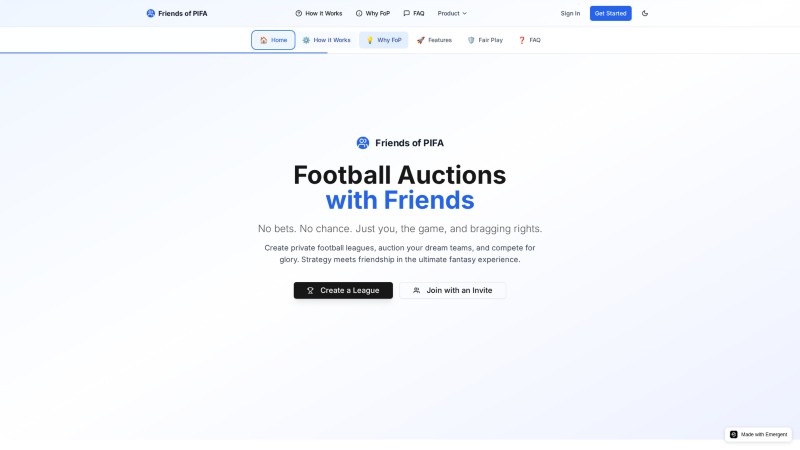 Friends of PIFA
How it Works
Why FoP
FAQ
Product
Sign In
Get Started
Home
How it Works
Why FoP
Features
Fair Play
FAQ
Friends of PIFA
Football Auctions
with Friends
No bets. No chance. Just you, the game, and bragging rights.
Create private football leagues, auction your dream teams, and compete for
glory. Strategy meets friendship in the ultimate fantasy experience.
Create a League
Join with an Invite
Made with Emergent